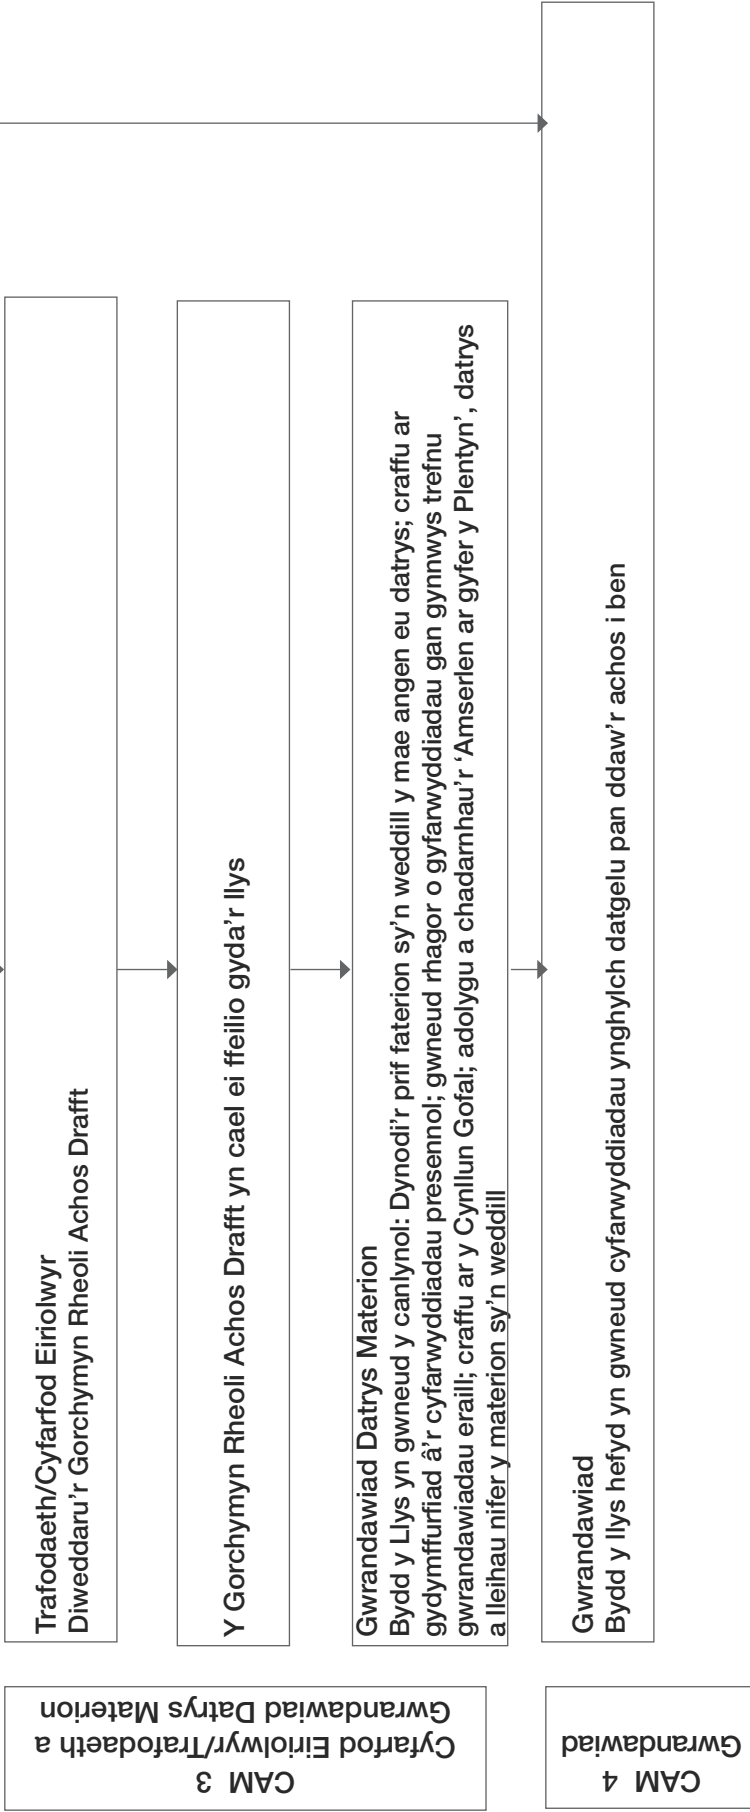 CAM 3
Cyfarfod Eiriolwyr/Trafodaeth a
Gwrandawiad Datrys Materion
Trafodaeth/Cyfarfod Eiriolwyr
Diweddaru'r Gorchymyn Rheoli Achos Drafft
Y Gorchymyn Rheoli Achos Drafft yn cael ei ffeilio gyda'r llys
Gwrandawiad Datrys Materion
Bydd y Llys yn gwneud y canlynol: Dynodi'r prif faterion sy'n weddill y mae angen eu datrys; craffu ar
gydymffurfiad â'r cyfarwyddiadau presennol; gwneud rhagor o gyfarwyddiadau gan gynnwys trefnu
gwrandawiadau eraill; craffu ar y Cynllun Gofal; adolygu a chadarnhau'r ‘Amserlen ar gyfer y Plentyn’, datrys
a lleihau nifer y materion sy'n weddill
CAM 4
Gwrandawiad
Gwrandawiad
Bydd y llys hefyd yn gwneud cyfarwyddiadau ynghylch datgelu pan ddaw'r achos i ben